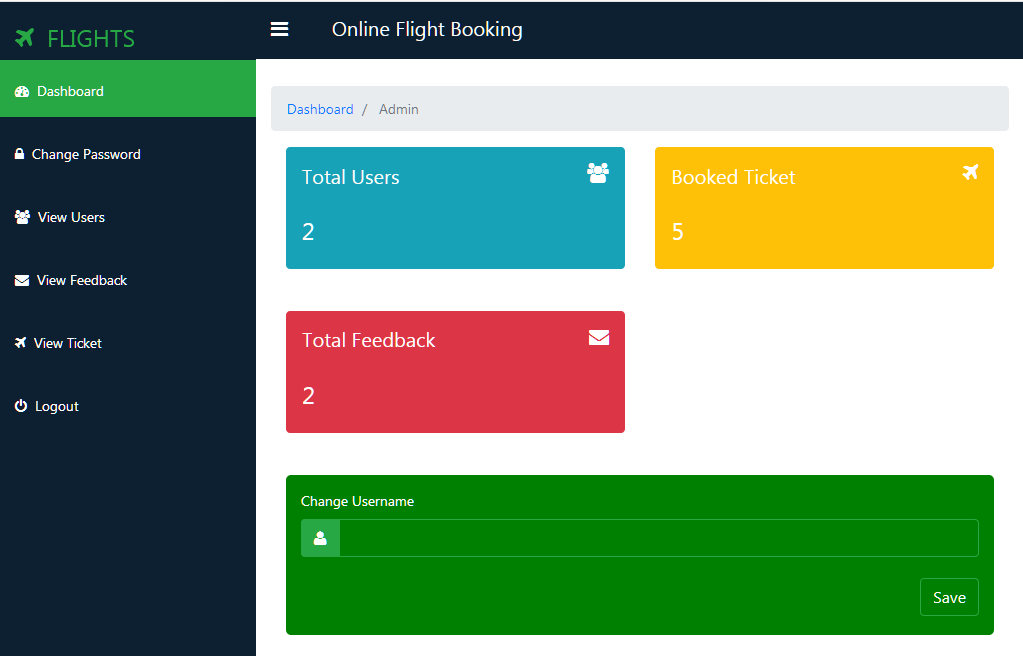 FLIGHTS
Online Flight Booking
Dashboard
Change Password
View Users
View Feedback
View Ticket
Logout
Dashboard / Admin
Total Users
2
Booked Ticket
5
Total Feedback
2
Change Username
Save